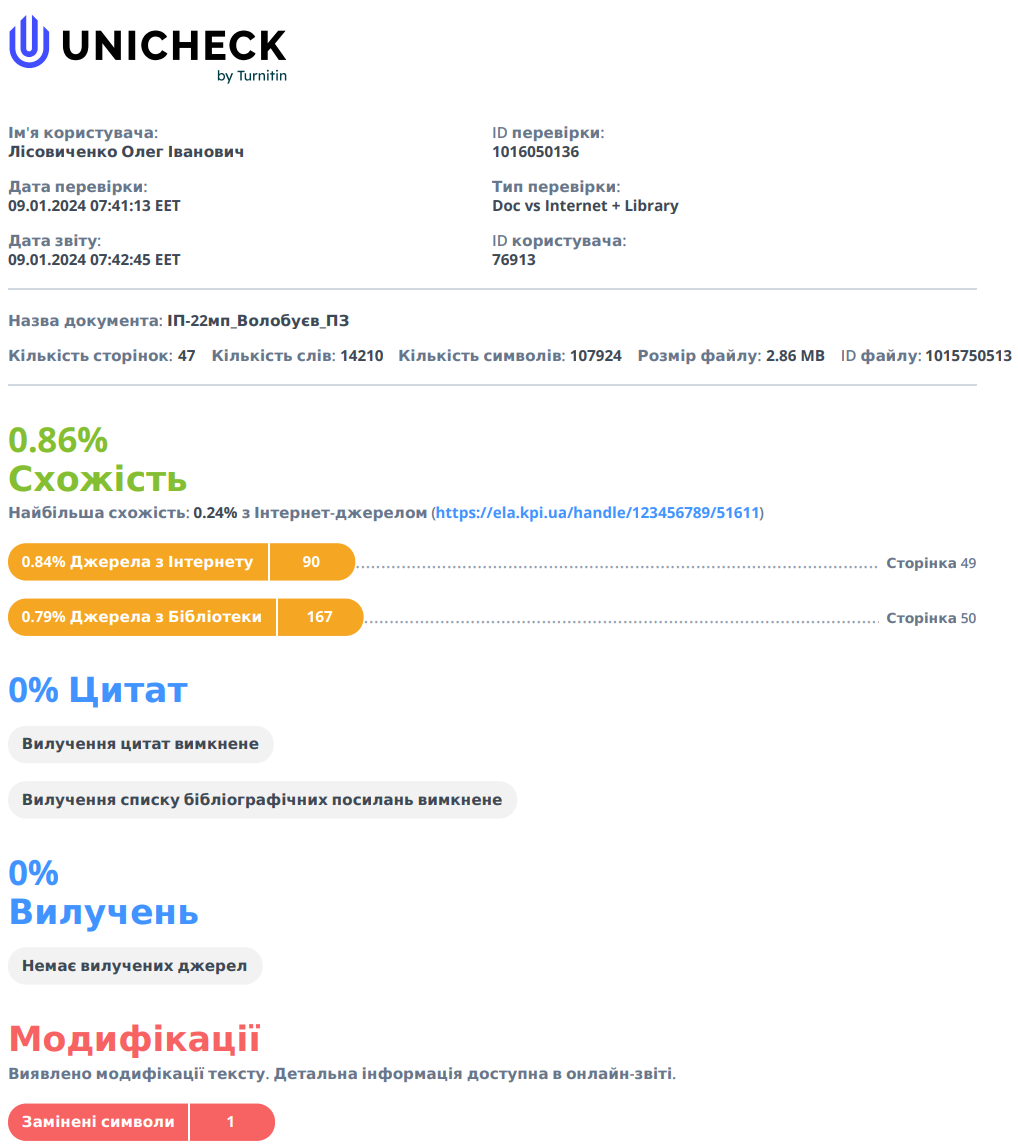 UNICHECK
by Turnitin
Ім'я користувача:
Лісовиченко Олег Іванович
ID перевірки:
1016050136
Дата перевірки:
09.01.2024 07:41:13 EET
Тип перевірки:
Doc vs Internet + Library
Дата звіту:
09.01.2024 07:42:45 EET
ID користувача:
76913
Назва документа: ІП-22мп_Волобуєв_ПЗ
Кількість сторінок: 47 Кількість слів: 14210 Кількість символів: 107924 Розмір файлу: 2.86 MB ID файлу: 1015750513
0.86%
Схожість
Найбільша схожість: 0.24% з Інтернет-джерелом (https://ela.kpi.ua/handle/123456789/51611)
0.84% Джерела з Інтернету 90 Сторінка 49
0.79% Джерела з Бібліотеки 167 Сторінка 50
0% Цитат
Вилучення цитат вимкнене
Вилучення списку бібліографічних посилань вимкнене
0%
Вилучень
Немає вилучених джерел
Модифікації
Виявлено модифікації тексту. Детальна інформація доступна в онлайн-звіті.
Замінені символи 1